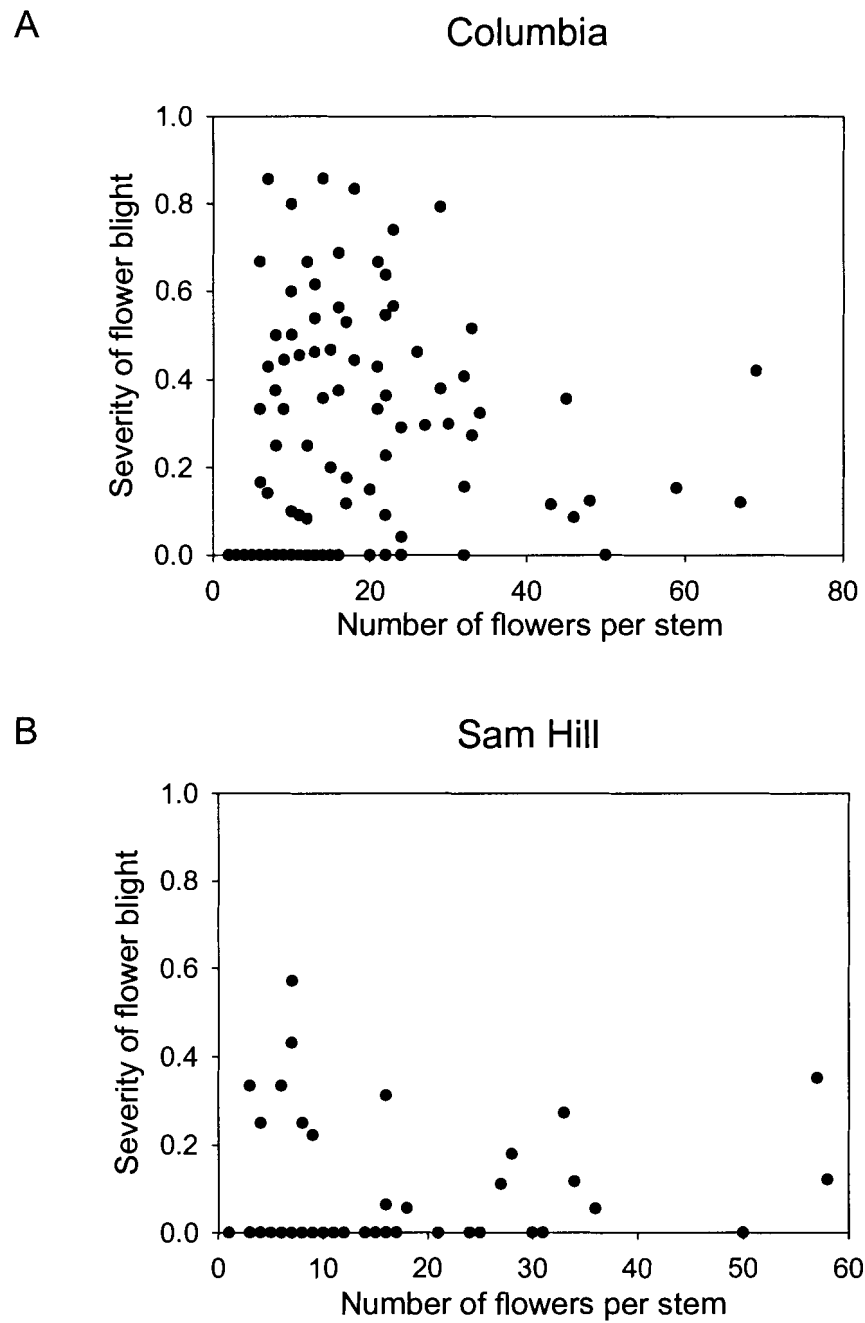 A
Columbia
1.0
0.8
0.6
0.4
0.2
0.0
Severity of flower blight
0 20 40 60 80
Number of flowers per stem
B
Sam Hill
1.0
0.8
0.6
0.4
0.2
0.0
Severity of flower blight
0 10 20 30 40 50 60
Number of flowers per stem